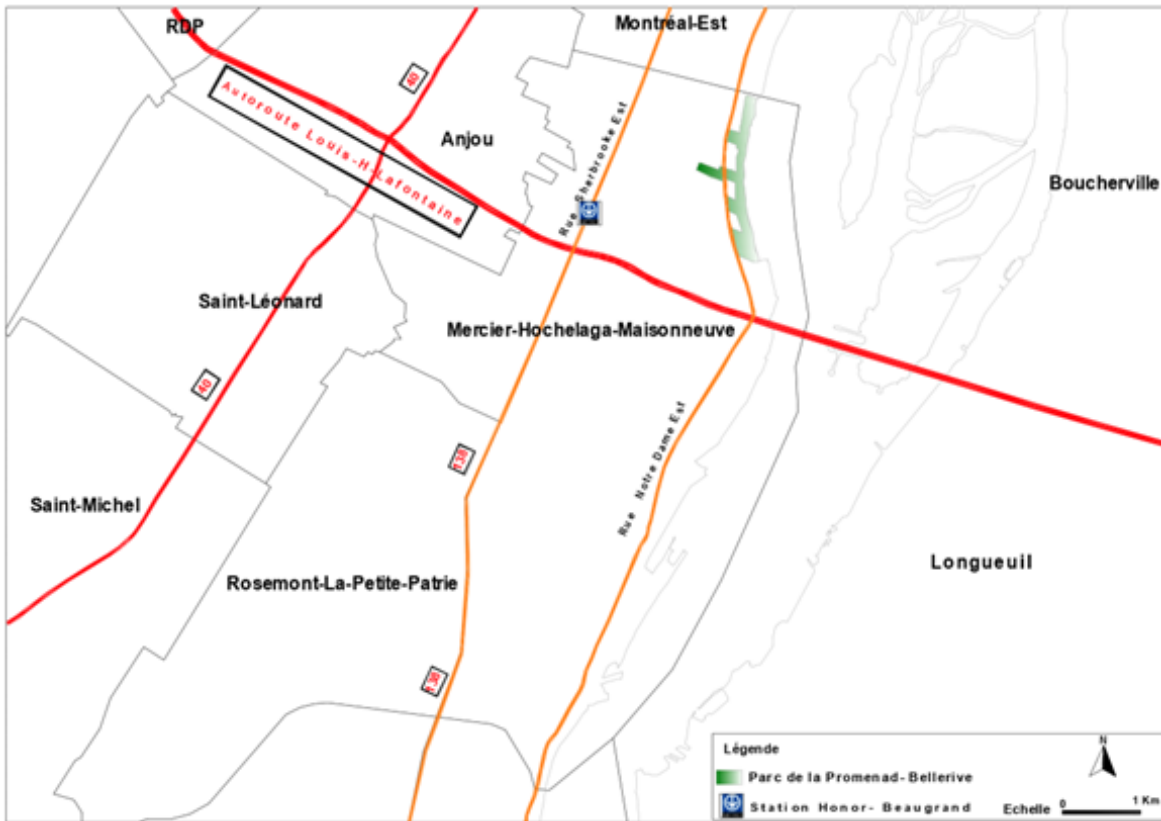 RDP
Montréal-Est
40
Autoroute Louis-H-Lafontaine
Anjou
Rue Sherbrooke Est
Boucherville
Saint-Léonard
Mercier-Hochelaga-Maisonneuve
40
138
Rue Notre Dame Est
Saint-Michel
Longueuil
Rosemont-La-Petite-Patrie
138
Légende
N
Parc de la Promenad-Bellerive
Station Honor-Beaugrand
Echelle 0 1 Km